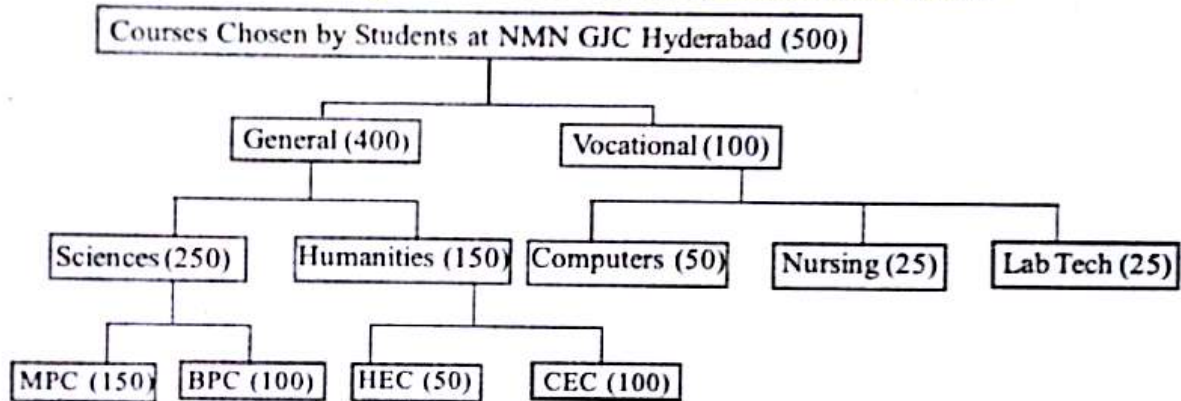 Courses Chosen by Students at NMN GJC Hyderabad (500)
General (400)
Vocational (100)
Sciences (250)
Humanities (150)
Computers (50)
Nursing (25)
Lab Tech (25)
MPC (150)
BPC (100)
HEC (50)
CEC (100)